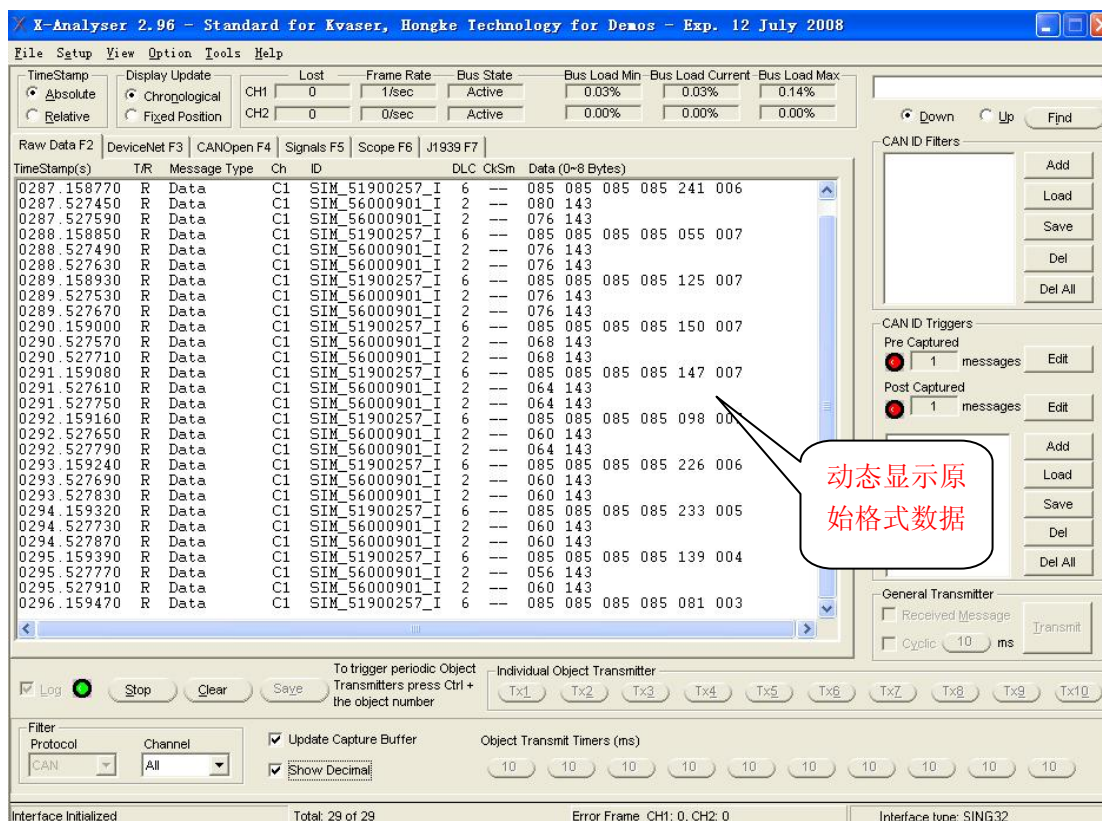 X-Analyser 2.96 - Standard for Kvaser, Hongke Technology for Demos - Exp. 12 July 2008
File Setup View Option Tools Help
TimeStamp Display Update Lost Frame Rate Bus State Bus Load Min Bus Load Current Bus Load Max
Absolute Chronological CH1 0 1/sec Active 0.03% 0.03% 0.14%
Relative Fixed Position CH2 0 0/sec Active 0.00% 0.00% 0.00%
Down Up Find
Raw Data F2 DeviceNet F3 CANOpen F4 Signals F5 Scope F6 J1939 F7
TimeStamp(s) T/R Message Type Ch ID DLC CkSm Data (0~8 Bytes)
0287.158770 R Data C1 SIM_51900257_I 6 -- 085 085 085 085 241 006
0287.527450 R Data C1 SIM_56000901_I 2 -- 080 143
0287.527590 R Data C1 SIM_56000901_I 2 -- 076 143
0288.158850 R Data C1 SIM_51900257_I 6 -- 085 085 085 085 055 007
0288.527490 R Data C1 SIM_56000901_I 2 -- 076 143
0288.527630 R Data C1 SIM_56000901_I 2 -- 076 143
0289.158930 R Data C1 SIM_51900257_I 6 -- 085 085 085 085 125 007
0289.527530 R Data C1 SIM_56000901_I 2 -- 076 143
0289.527670 R Data C1 SIM_56000901_I 2 -- 076 143
0290.159000 R Data C1 SIM_51900257_I 6 -- 085 085 085 085 150 007
0290.527570 R Data C1 SIM_56000901_I 2 -- 068 143
0290.527710 R Data C1 SIM_56000901_I 2 -- 068 143
0291.159080 R Data C1 SIM_51900257_I 6 -- 085 085 085 085 147 007
0291.527610 R Data C1 SIM_56000901_I 2 -- 064 143
0291.527750 R Data C1 SIM_56000901_I 2 -- 064 143
0292.159160 R Data C1 SIM_51900257_I 6 -- 085 085 085 085 098
0292.527650 R Data C1 SIM_56000901_I 2 -- 060 143
0292.527790 R Data C1 SIM_56000901_I 2 -- 064 143
0293.159240 R Data C1 SIM_51900257_I 6 -- 085 085 085 085 226 006
0293.527690 R Data C1 SIM_56000901_I 2 -- 060 143
0293.527830 R Data C1 SIM_56000901_I 2 -- 060 143
0294.159320 R Data C1 SIM_51900257_I 6 -- 085 085 085 085 233 005
0294.527730 R Data C1 SIM_56000901_I 2 -- 060 143
0294.527870 R Data C1 SIM_56000901_I 2 -- 060 143
0295.159390 R Data C1 SIM_51900257_I 6 -- 085 085 085 085 139 004
0295.527770 R Data C1 SIM_56000901_I 2 -- 056 143
0295.527910 R Data C1 SIM_56000901_I 2 -- 060 143
0296.159470 R Data C1 SIM_51900257_I 6 -- 085 085 085 085 081 003
动态显示原
始格式数据
CAN ID Filters
Add
Load
Save
Del
Del All
CAN ID Triggers
Pre Captured
1 messages Edit
Post Captured
1 messages Edit
Add
Load
Save
Del
Del All
General Transmitter
Received Message
Transmit
Cyclic 10 ms
Log Stop Clear Save
To trigger periodic Object
Transmitters press Ctrl +
the object number
Individual Object Transmitter
Tx1 Tx2 Tx3 Tx4 Tx5 Tx6 Tx7 Tx8 Tx9 Tx10
Filter
Protocol Channel
CAN All
Update Capture Buffer
Show Decimal
Object Transmit Timers (ms)
10 10 10 10 10 10 10 10 10 10
Interface Initialized Total: 29 of 29 Error Frame CH1: 0, CH2: 0 Interface type: SING32